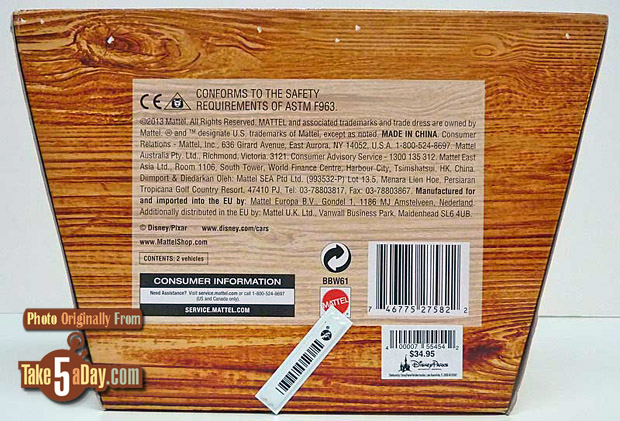 CONFORMS TO THE SAFETY
REQUIREMENTS OF ASTM F963.
©2013 Mattel. All Rights Reserved. MATTEL and associated trademarks and trade dress are owned by
Mattel. ® and ™ designate U.S. trademarks of Mattel, except as noted. MADE IN CHINA. Consumer
Relations - Mattel, Inc., 636 Girard Avenue, East Aurora, NY 14052, U.S.A. 1-800-524-8697. Mattel
Australia Pty. Ltd., Richmond, Victoria. 3121. Consumer Advisory Service - 1300 135 312. Mattel East
Asia Ltd., Room 1106, South Tower, World Finance Centre, Harbour City, Tsimshatsui, HK, China.
Diimport & Diedarkan Oleh: Mattel SEA Ptd Ltd. (993532-P) Lot 13.5, Menara Lien Hoe, Persiaran
Tropicana Golf Country Resort, 47410 PJ. Tel: 03-78803817, Fax: 03-78803867. Manufactured for
and imported into the EU by: Mattel Europa B.V., Gondel 1, 1186 MJ Amstelveen, Nederland.
Additionally distributed in the EU by: Mattel U.K. Ltd., Vanwall Business Park, Maidenhead SL6 4UB.
© Disney/Pixar www.disney.com/cars
www.MattelShop.com
CONTENTS: 2 vehicles
CONSUMER INFORMATION
Need Assistance? Visit service.mattel.com or call 1-800-524-8697
(US and Canada only).
SERVICE.MATTEL.COM
BBW61
MATTEL
7 46775 27582 2
4 00007 55454 2
$34.95
Disney Parks
Photo Originally From
Take5aDay.com